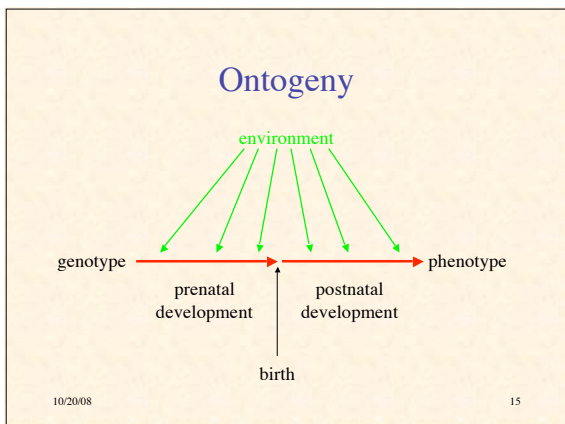 Ontogeny
environment
genotype
phenotype
prenatal
development
postnatal
development
birth
10/20/08
15